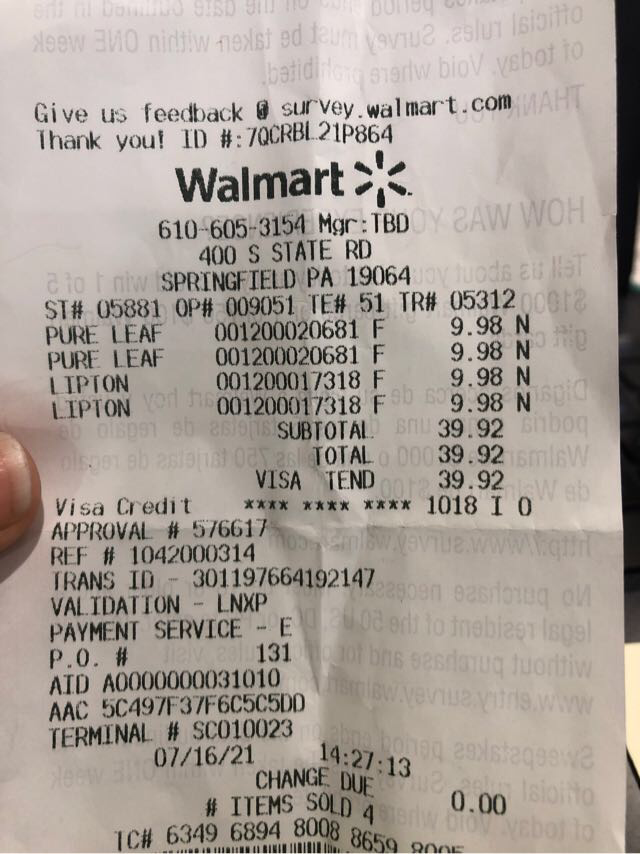 Give us feedback @ survey.walmart.com
Thank you! ID #:7QCRBL21P864
Walmart
610-605-3154 Mgr:TBD
400 S STATE RD
SPRINGFIELD PA 19064
ST# 05881 OP# 009051 TE# 51 TR# 05312
PURE LEAF 001200020681 F 9.98 N
PURE LEAF 001200020681 F 9.98 N
LIPTON 001200017318 F 9.98 N
LIPTON 001200017318 F 9.98 N
SUBTOTAL 39.92
TOTAL 39.92
VISA TEND 39.92
Visa Credit **** **** **** 1018 I 0
APPROVAL # 576617
REF # 1042000314
TRANS ID - 301197664192147
VALIDATION - LNXP
PAYMENT SERVICE - E
P.O. # 131
AID A0000000031010
AAC 5C497F37F6C5C5DD
TERMINAL # SC010023
07/16/21 14:27:13
CHANGE DUE 0.00
# ITEMS SOLD 4
TC# 6349 6894 8008 8659